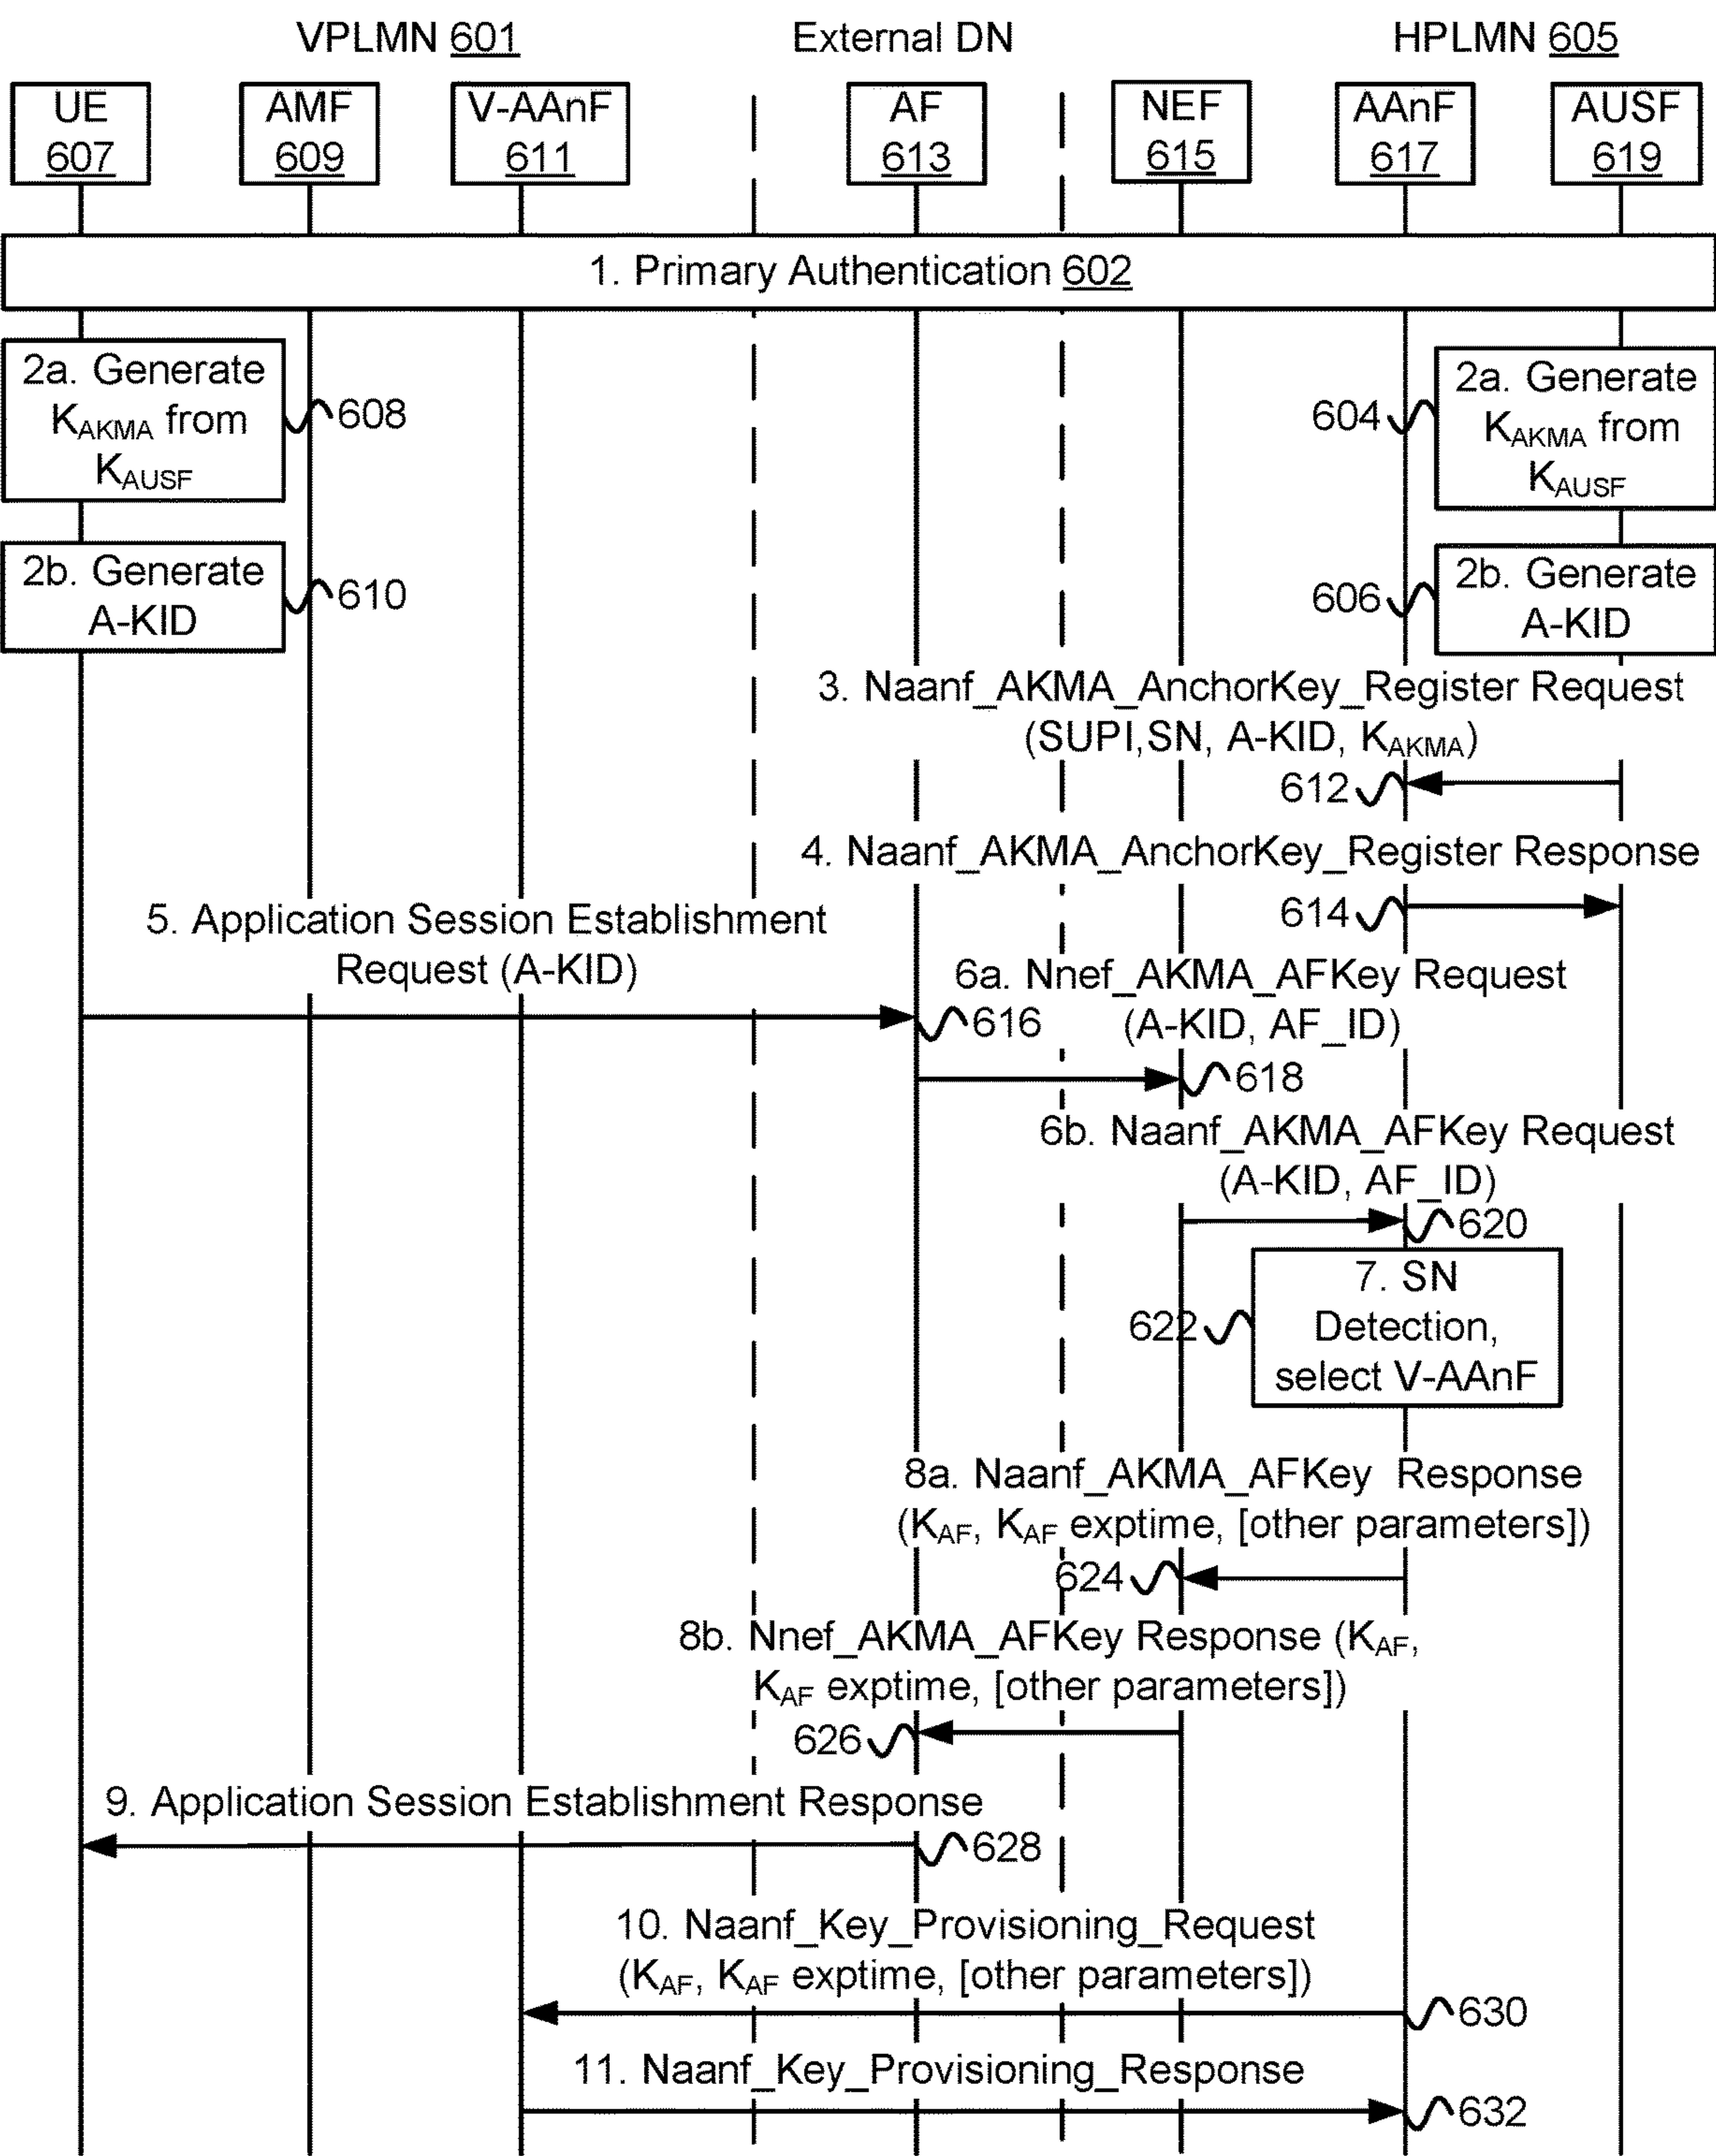 VPLMN 601 External DN HPLMN 605
UE AMF V-AAnF AF NEF AAnF AUSF
607 609 611 613 615 617 619
1. Primary Authentication 602
2a. Generate
KAKMA from
KAUSF
608
604
2a. Generate
KAKMA from
KAUSF
2b. Generate
A-KID
610
606
2b. Generate
A-KID
3. Naanf_AKMA_AnchorKey_Register Request
(SUPI,SN, A-KID, KAKMA)
612
4. Naanf_AKMA_AnchorKey_Register Response
614
5. Application Session Establishment
Request (A-KID)
616
6a. Nnef_AKMA_AFKey Request
(A-KID, AF_ID)
618
6b. Naanf_AKMA_AFKey Request
(A-KID, AF_ID)
620
7. SN
Detection,
select V-AAnF
622
8a. Naanf_AKMA_AFKey Response
(KAF, KAF exptime, [other parameters])
624
8b. Nnef_AKMA_AFKey Response (KAF,
KAF exptime, [other parameters])
626
9. Application Session Establishment Response
628
10. Naanf_Key_Provisioning_Request
(KAF, KAF exptime, [other parameters])
630
11. Naanf_Key_Provisioning_Response
632